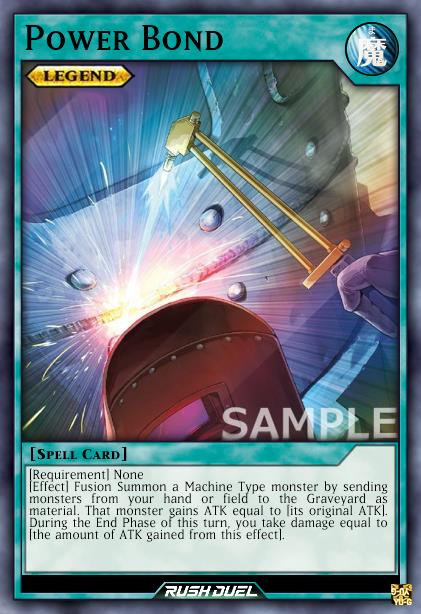 POWER BOND
ま
魔
LEGEND
SAMPLE
[SPELL CARD]
[Requirement] None
[Effect] Fusion Summon a Machine Type monster by sending
monsters from your hand or field to the Graveyard as
material. That monster gains ATK equal to [its original ATK].
During the End Phase of this turn, you take damage equal to
[the amount of ATK gained from this effect].
RUSH DUEL